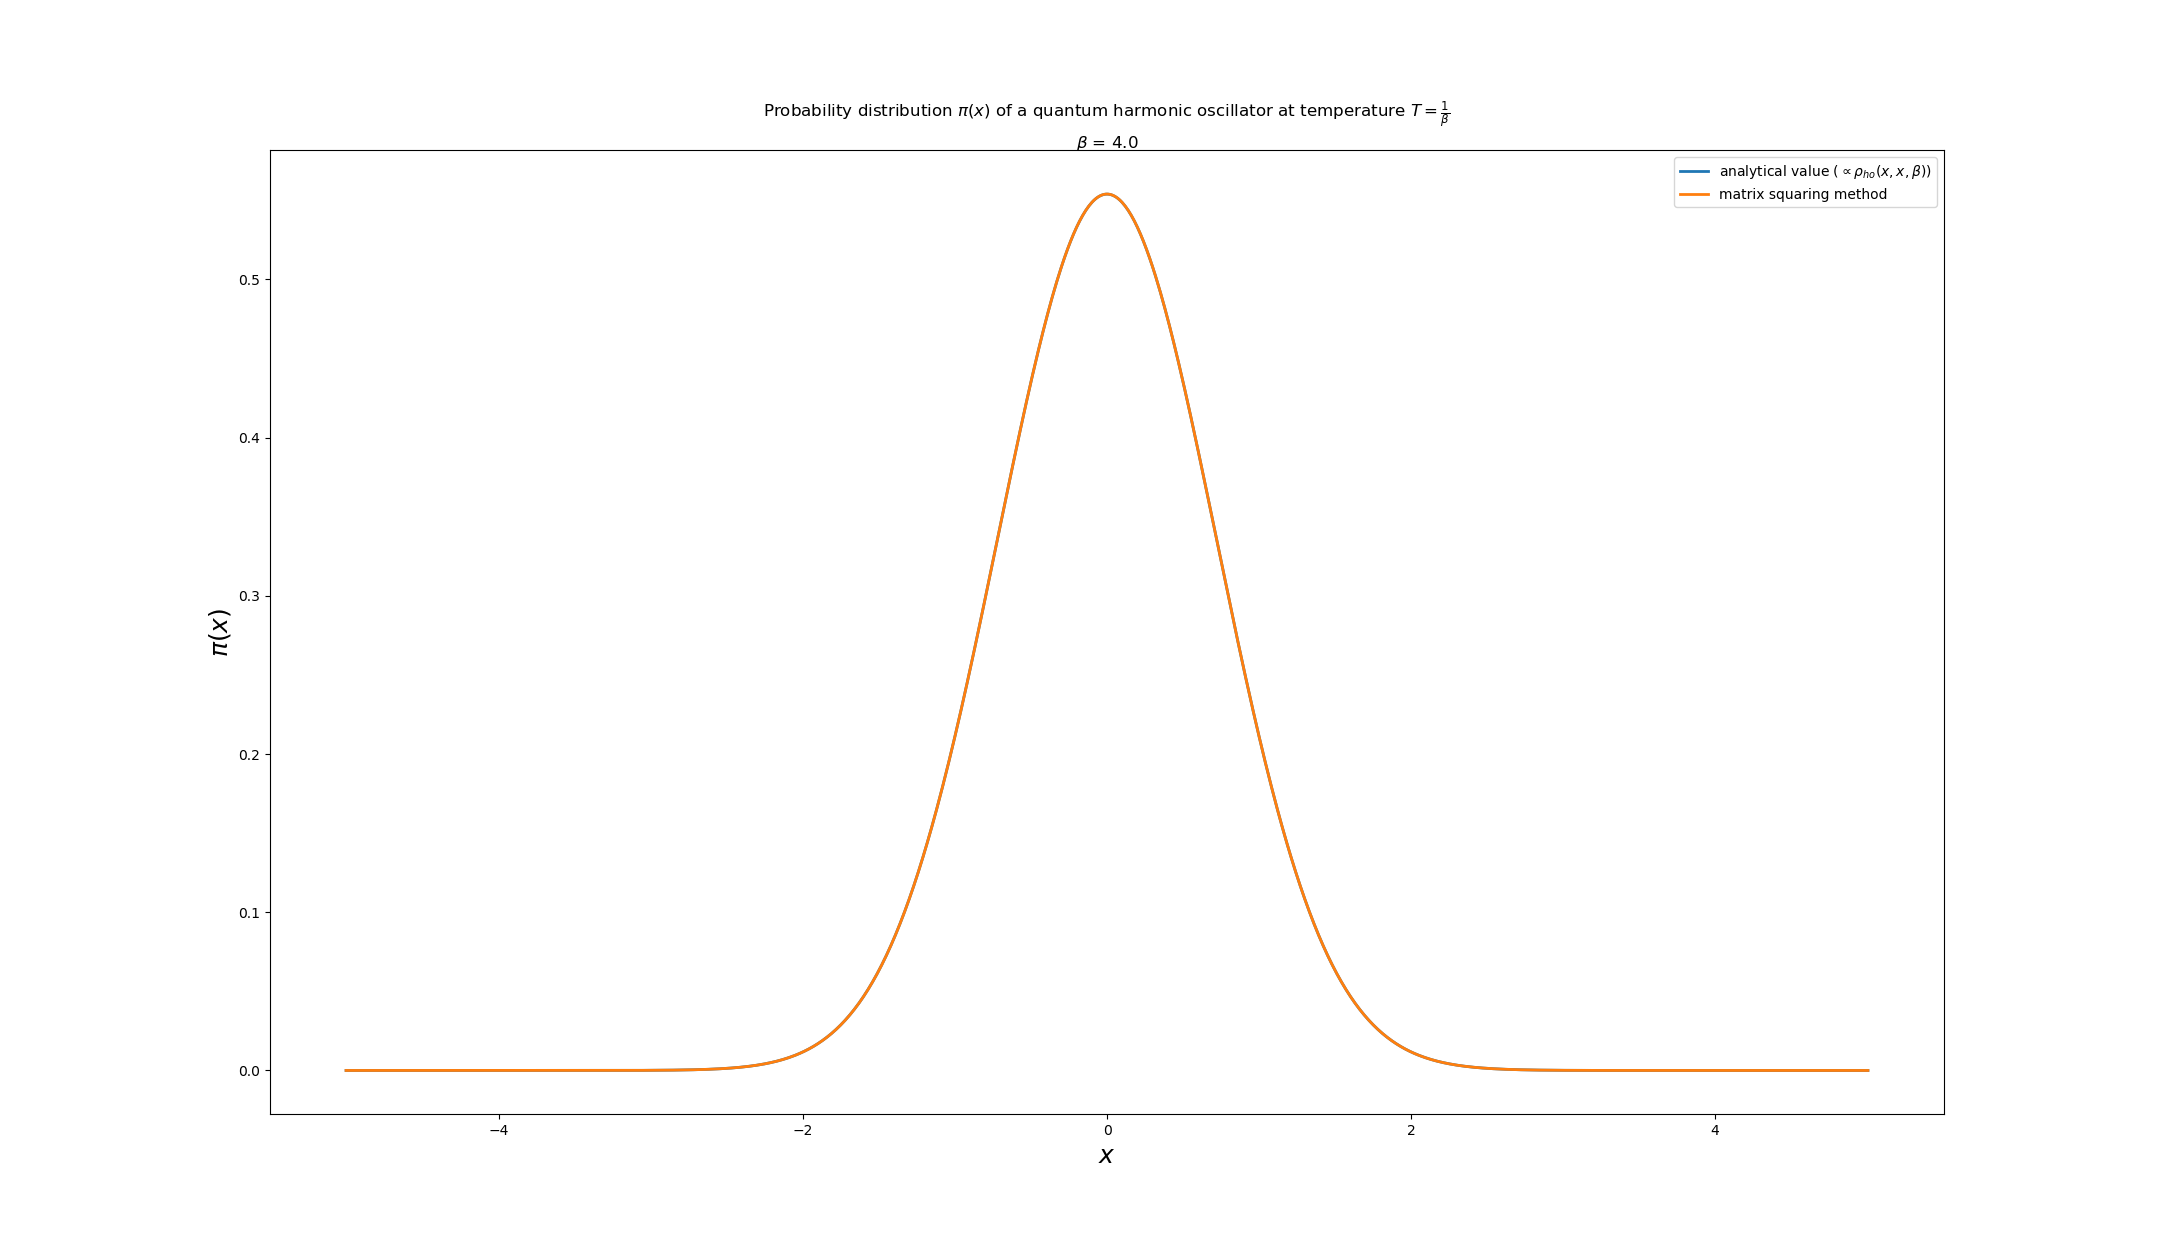 Probability distribution π(x) of a quantum harmonic oscillator at temperature T = 1/β
β = 4.0
analytical value ( ∝ρho(x, x, β))
matrix squaring method
π(x)
0.5
0.4
0.3
0.2
0.1
0.0
−4 −2 0 2 4
x